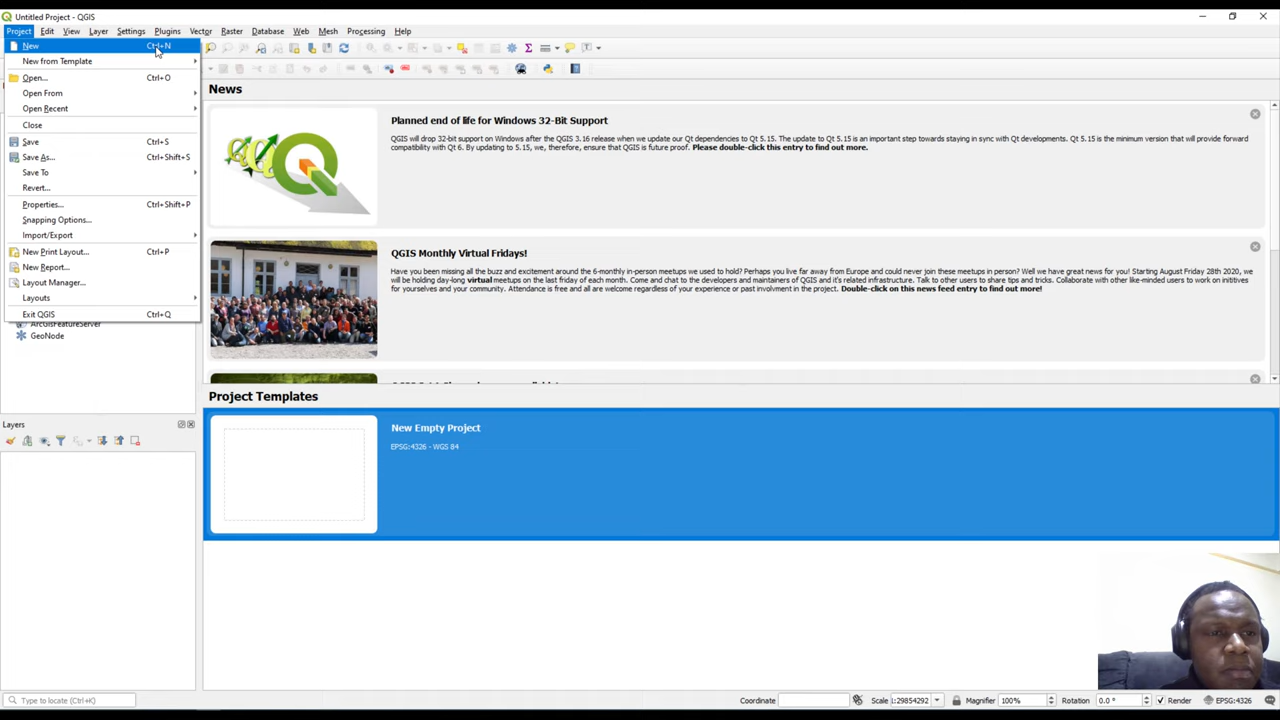 Untitled Project - QGIS
Project Edit View Layer Settings Plugins Vector Raster Database Web Mesh Processing Help
New Ctrl+N
New from Template
Open... Ctrl+O
Open From
Open Recent
Close
Save Ctrl+S
Save As... Ctrl+Shift+S
Save To
Revert...
Properties... Ctrl+Shift+P
Snapping Options...
Import/Export
New Print Layout... Ctrl+P
New Report...
Layout Manager...
Layouts
Exit QGIS Ctrl+Q
ArcGisFeatureServer
GeoNode
News
Planned end of life for Windows 32-Bit Support
QGIS will drop 32-bit support on Windows after the QGIS 3.16 release when we update our Qt dependencies to Qt 5.15. The update to Qt 5.15 is an important step towards staying in sync with Qt developments. Qt 5.15 is the minimum version that will provide forward
compatibility with Qt 6. By updating to 5.15, we, therefore, ensure that QGIS is future proof. Please double-click this entry to find out more.
QGIS Monthly Virtual Fridays!
Have you been missing all the buzz and excitement around the 6-monthly in-person meetups we used to hold? Perhaps you live far away from Europe and could never join these meetups in person? Well we have great news for you! Starting August Friday 28th 2020, we
will be holding day-long virtual meetups on the last friday of each month. Come and chat to the developers and maintainers of QGIS and it's related infrastructure. Talk to other users to share tips and tricks. Collaborate with other like-minded users to work on initiives
for yourselves and your community. Attendance is free and all are welcome regardless of your experience or past involvment in the project. Double-click on this news feed entry to find out more!
Project Templates
New Empty Project
EPSG:4326 - WGS 84
Layers
Type to locate (Ctrl+K)
Coordinate Scale 1:29854292 Magnifier 100% Rotation 0.0 ° Render EPSG:4326